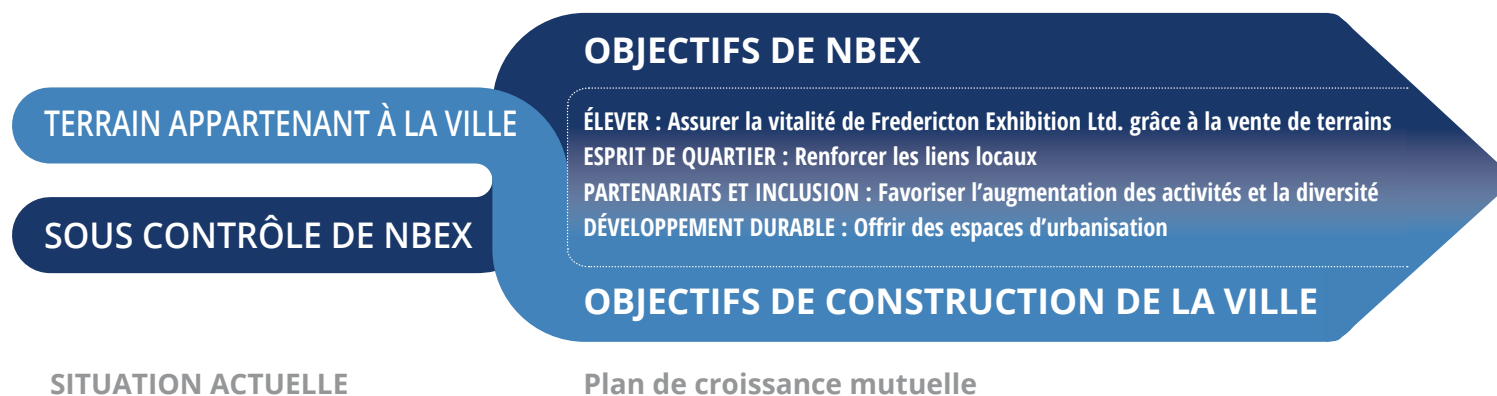 OBJECTIFS DE NBEX
TERRAIN APPARTENANT À LA VILLE
ÉLEVER : Assurer la vitalité de Fredericton Exhibition Ltd. grâce à la vente de terrains
ESPRIT DE QUARTIER : Renforcer les liens locaux
PARTENARIATS ET INCLUSION : Favoriser l’augmentation des activités et la diversité
SOUS CONTRÔLE DE NBEX
DÉVELOPPEMENT DURABLE : Offrir des espaces d’urbanisation
OBJECTIFS DE CONSTRUCTION DE LA VILLE
SITUATION ACTUELLE
Plan de croissance mutuelle